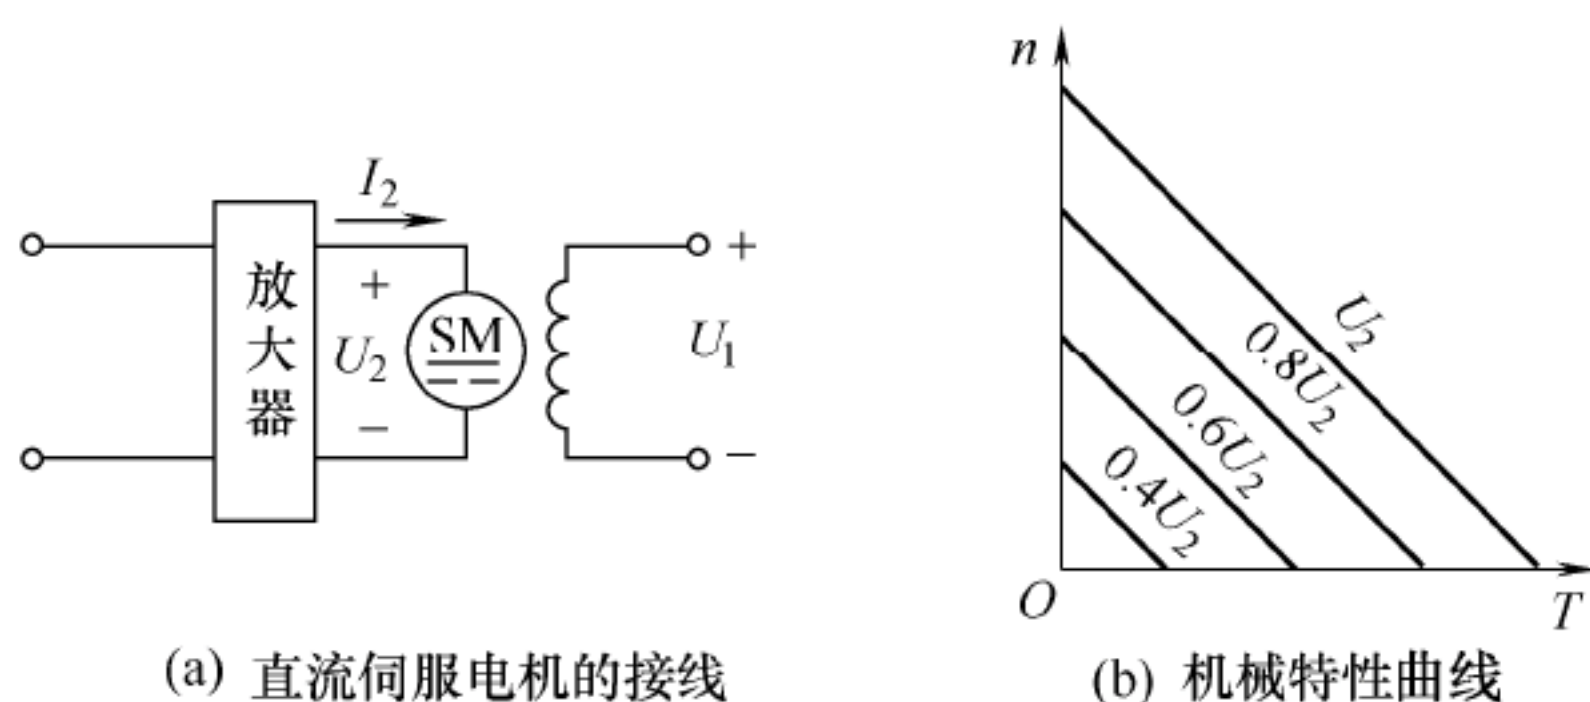 放大器
I₂
+
U₂
−
SM
+
U₁
−
(a) 直流伺服电机的接线
n
U₂
0.8U₂
0.6U₂
0.4U₂
O
T
(b) 机械特性曲线